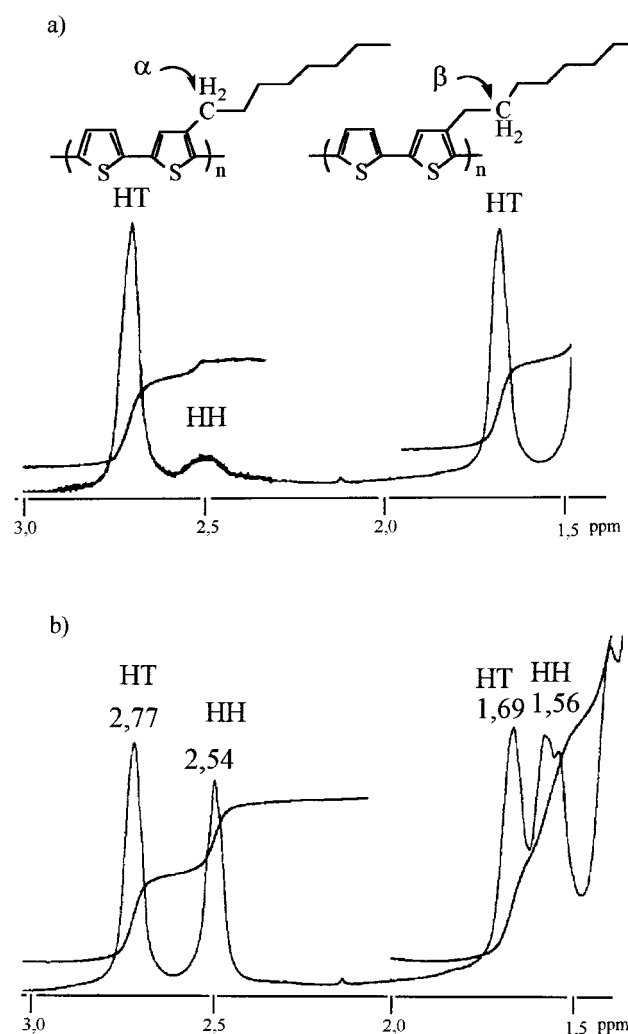 a)
α
H2
C
β
C
H2
S
S
n
S
S
n
HT
HT
HH
3,0
2,5
2,0
1,5 ppm
b)
HT
2,77
HH
2,54
HT
1,69
HH
1,56
3,0
2,5
2,0
1,5 ppm